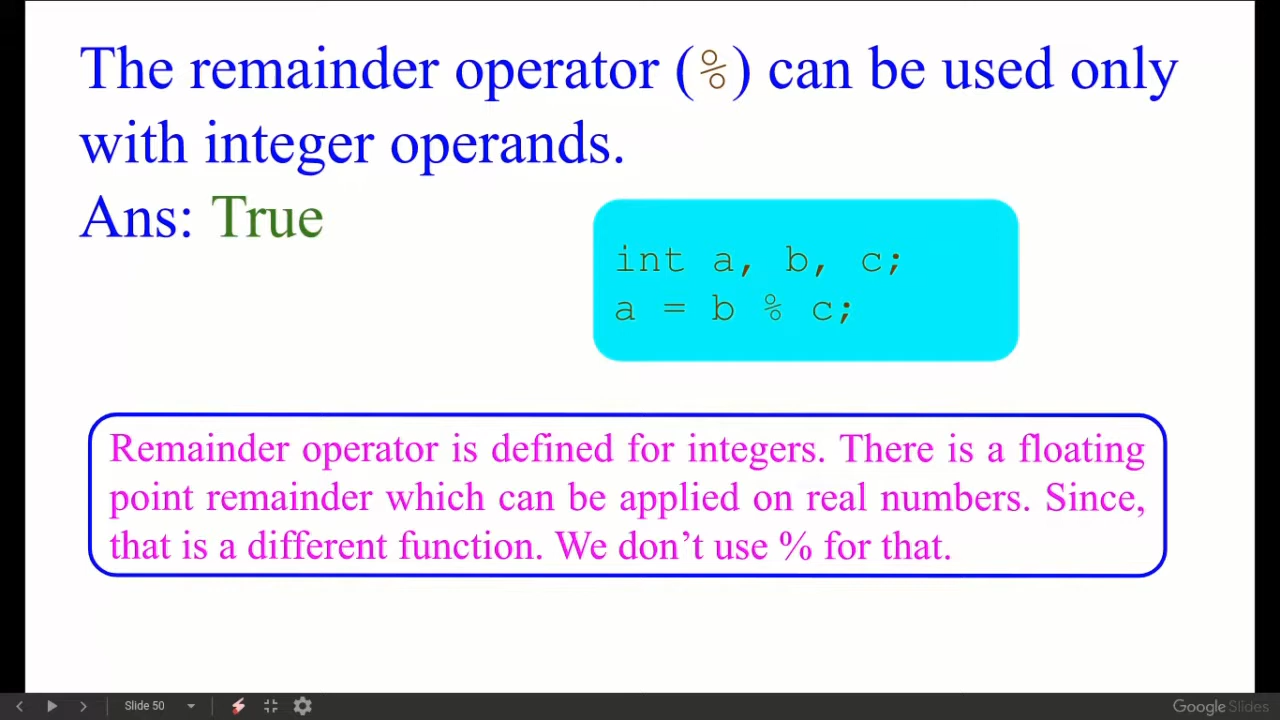 The remainder operator (%) can be used only
with integer operands.
Ans: True
int a, b, c;
a = b % c;
Remainder operator is defined for integers. There is a floating
point remainder which can be applied on real numbers. Since,
that is a different function. We don't use % for that.
Slide 50
Google Slides